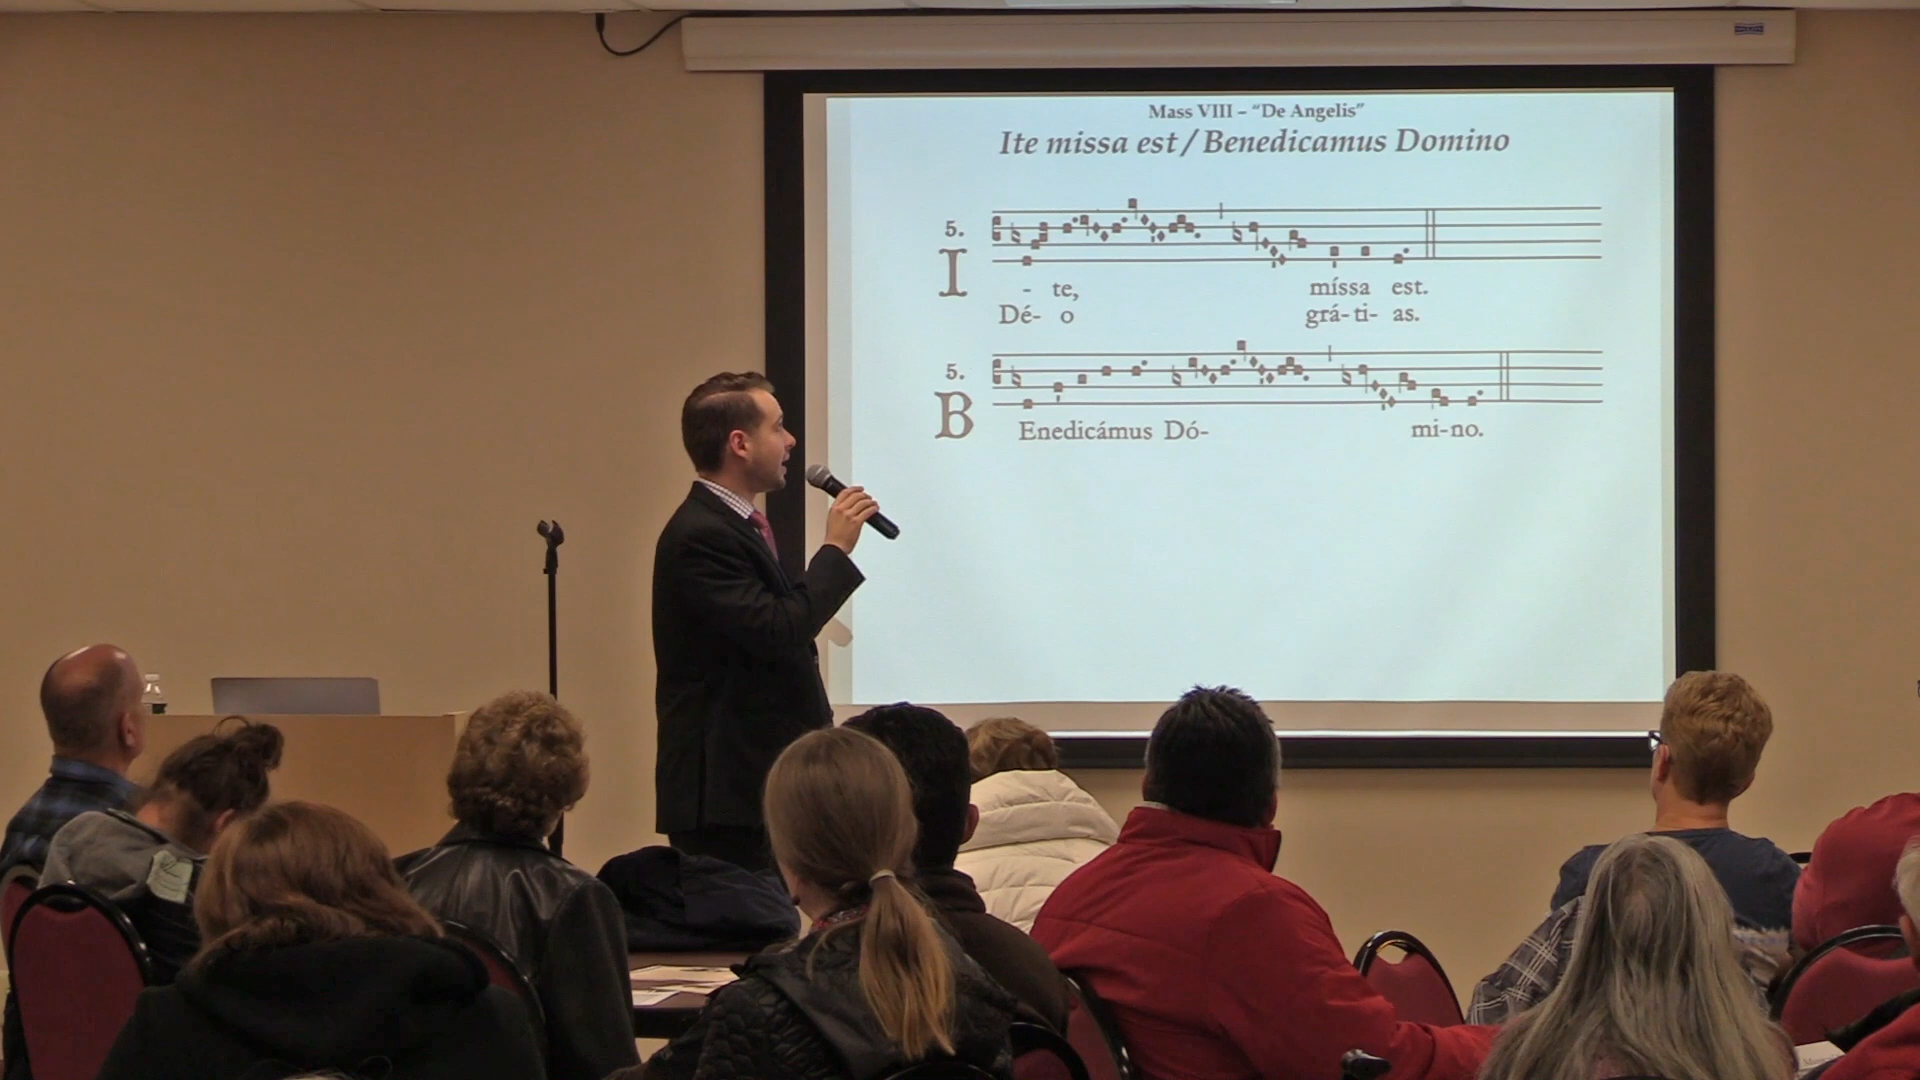 Mass VIII – “De Angelis”
Ite missa est / Benedicamus Domino
5.
I - te, míssa est.
Dé- o grá- ti- as.
5.
B Enedicámus Dó- mi- no.